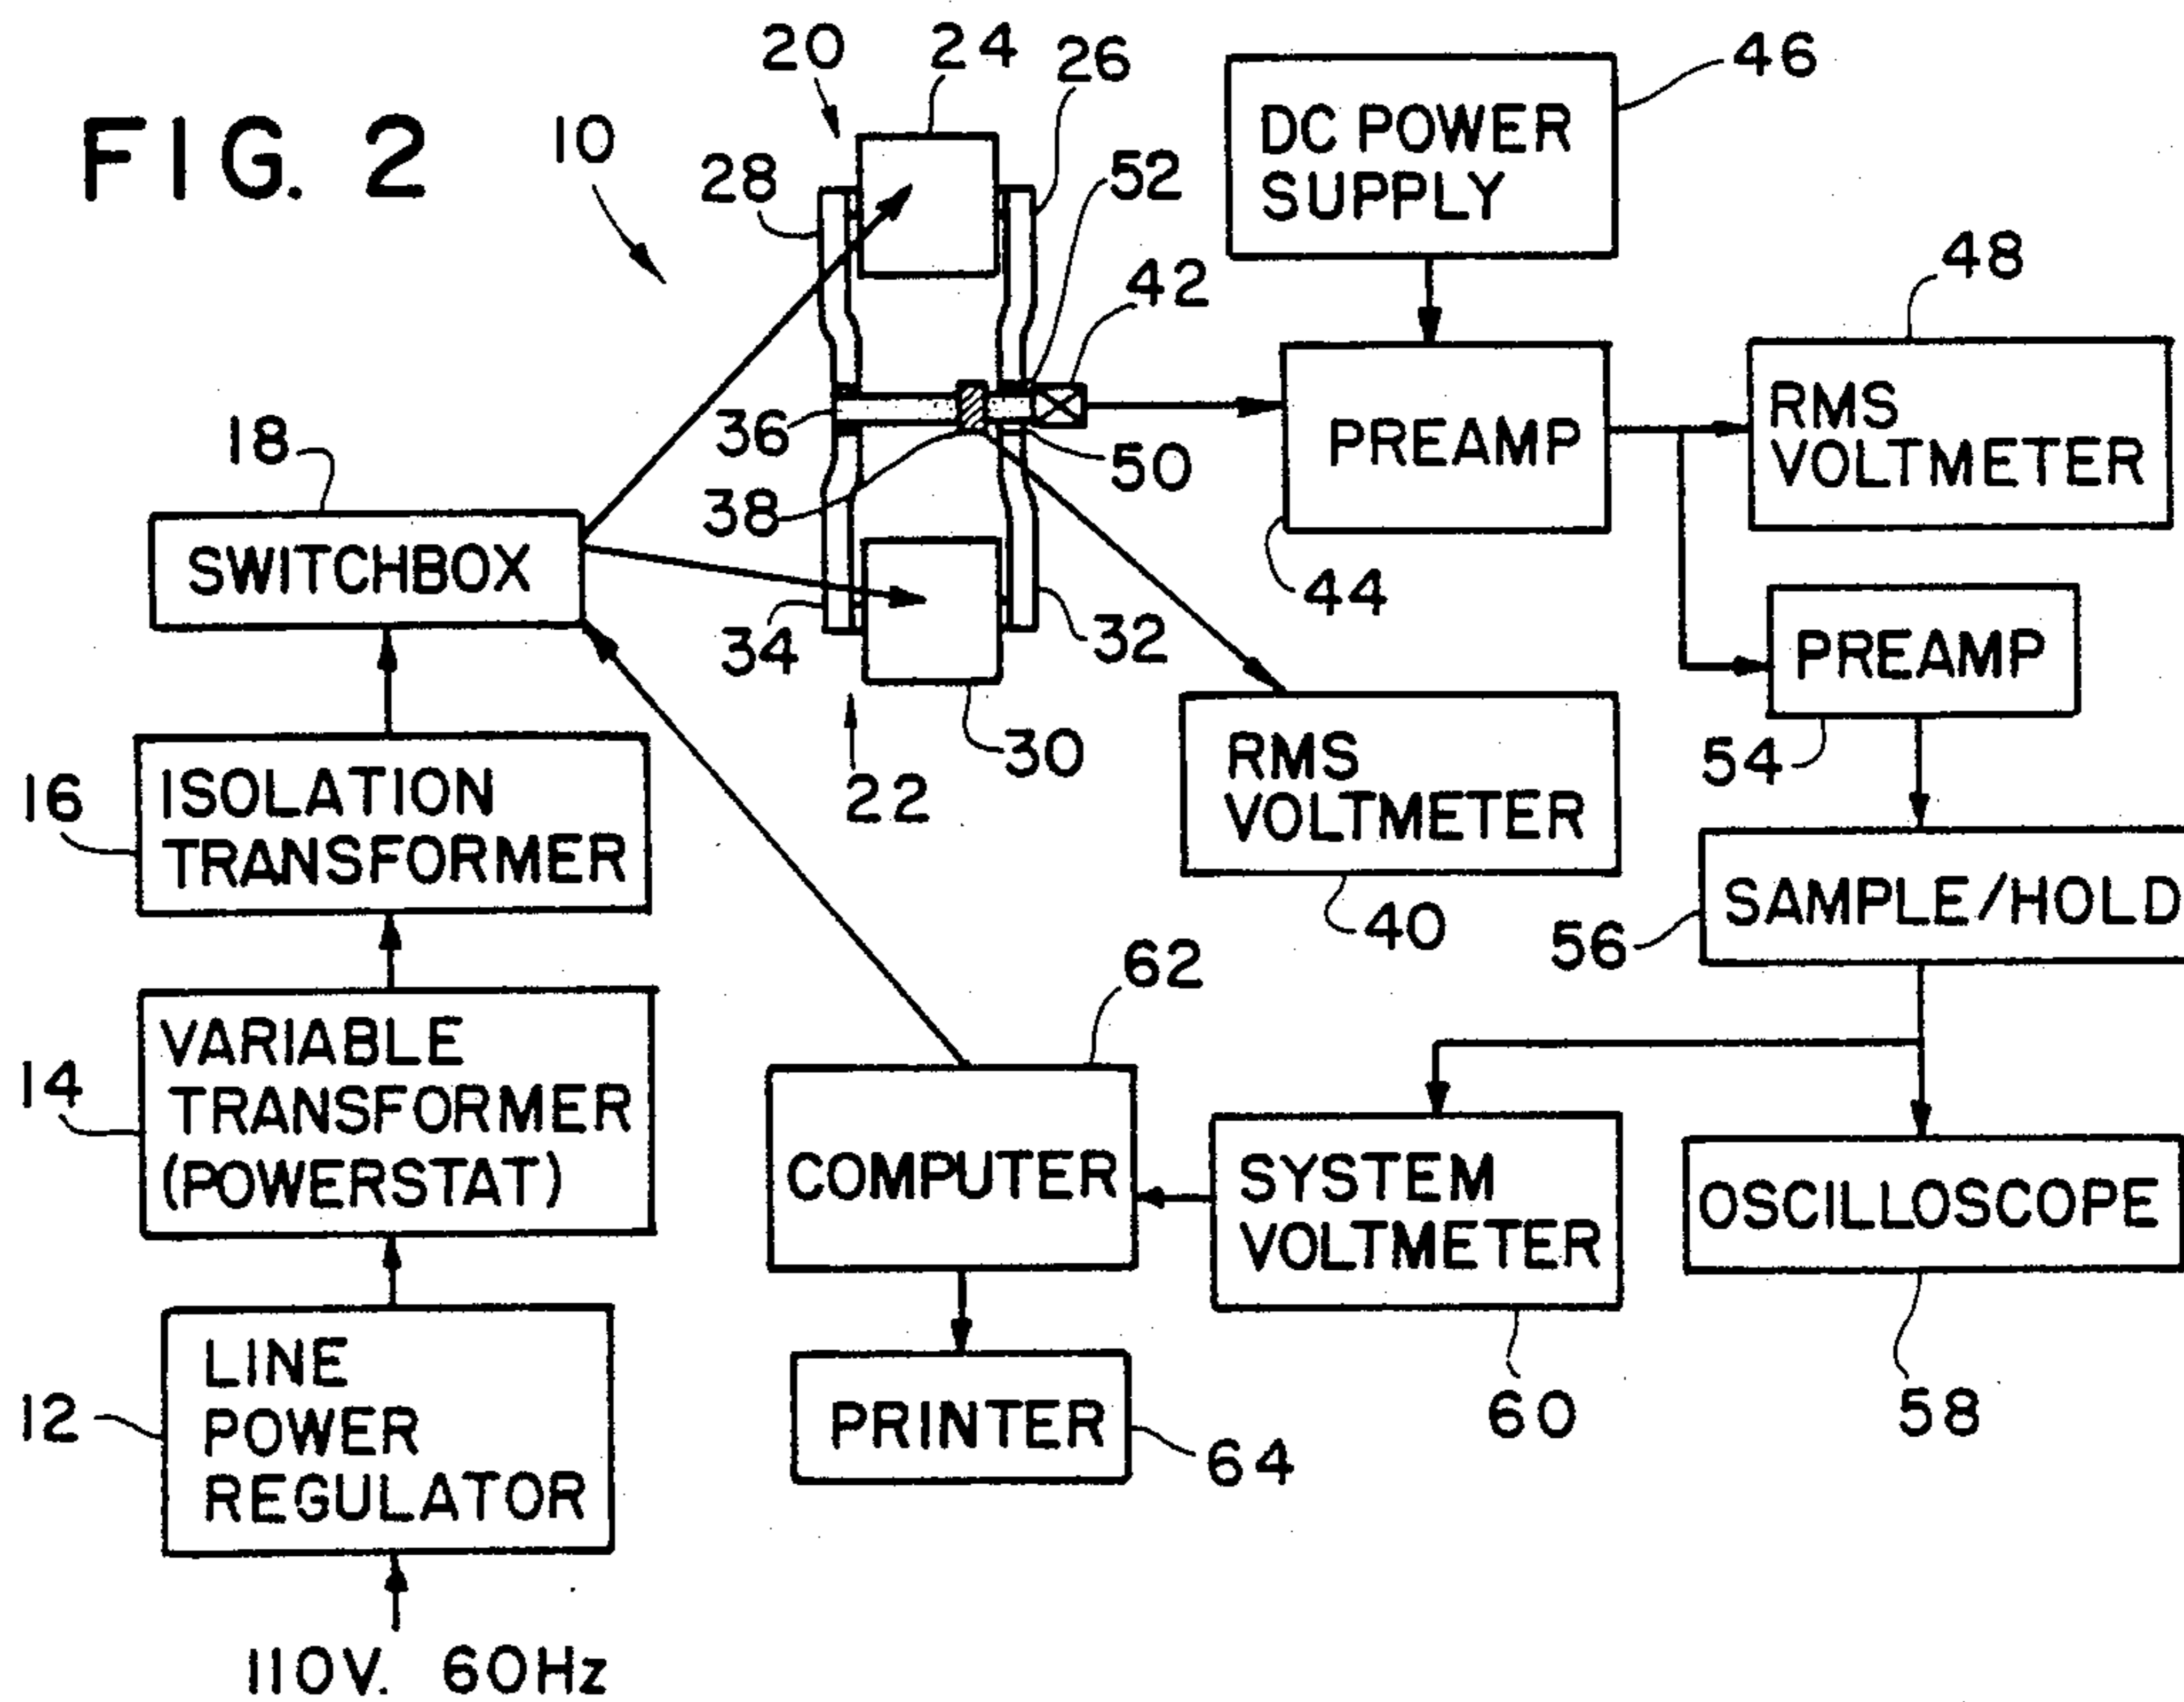 FIG. 2
10
20
24
26
28
52
42
DC POWER
SUPPLY
46
48
36
38
50
PREAMP
44
RMS
VOLTMETER
18
SWITCHBOX
34
32
30
22
PREAMP
54
RMS
VOLTMETER
40
16
ISOLATION
TRANSFORMER
SAMPLE/HOLD
56
14
VARIABLE
TRANSFORMER
(POWERSTAT)
62
COMPUTER
SYSTEM
VOLTMETER
60
OSCILLOSCOPE
58
12
LINE
POWER
REGULATOR
PRINTER
64
110V. 60Hz